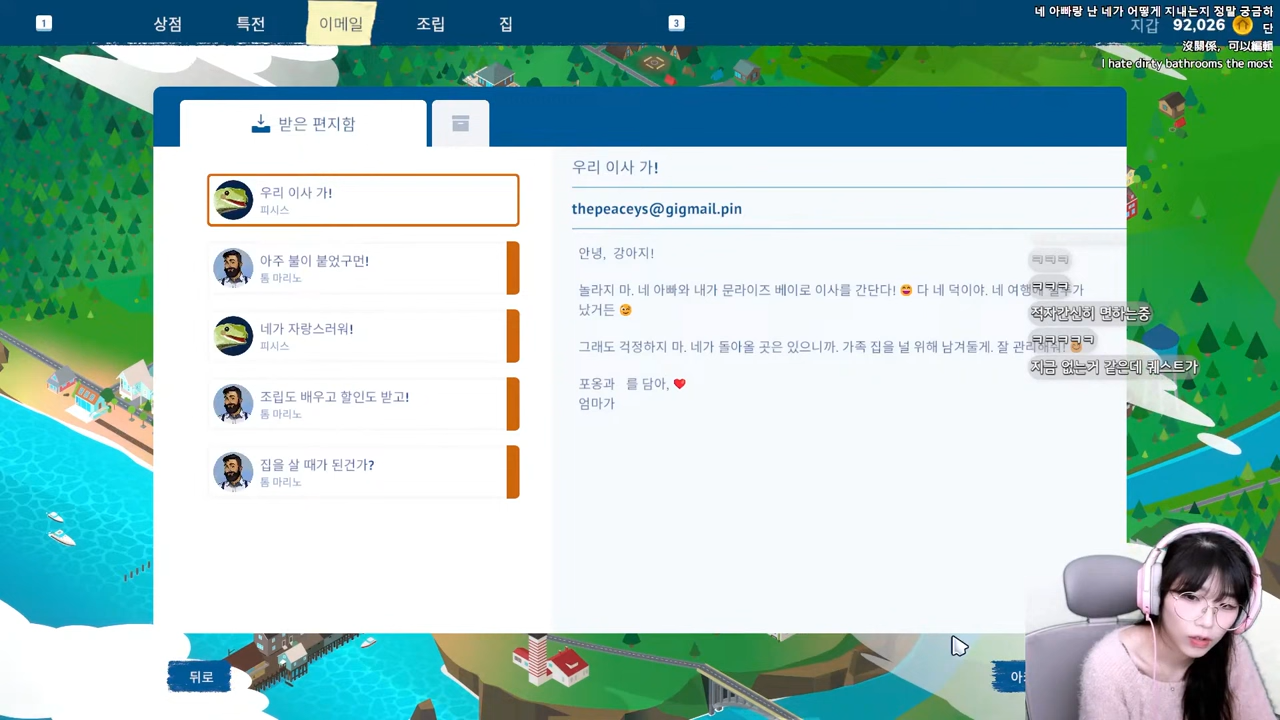 1
상점
특전
이메일
조립
집
3
지갑 92,026
네 아빠랑 난 네가 어떻게 지내는지 정말 궁금하
단
沒關係, 可以編輯
I hate dirty bathrooms the most
받은 편지함
우리 이사 가!
피시스
아주 불이 붙었구먼!
톰 마리노
네가 자랑스러워!
피시스
조립도 배우고 할인도 받고!
톰 마리노
집을 살 때가 된건가?
톰 마리노
우리 이사 가!
thepeaceys@gigmail.pin
안녕, 강아지!
놀라지 마. 네 아빠와 내가 문라이즈 베이로 이사를 간단다! 😄 다 네 덕이야. 네 여행
났거든 😉
그래도 걱정하지 마. 네가 돌아올 곳은 있으니까. 가족 집을 널 위해 남겨둘게. 잘
포옹과 를 담아, ❤️
엄마가
ㅋㅋㅋ
ㅋㅋㅋ
적자간신히 면하는중
ㅋㅋㅋㅋㅋ
지금 없는거 같은데 퀘스트가
뒤로